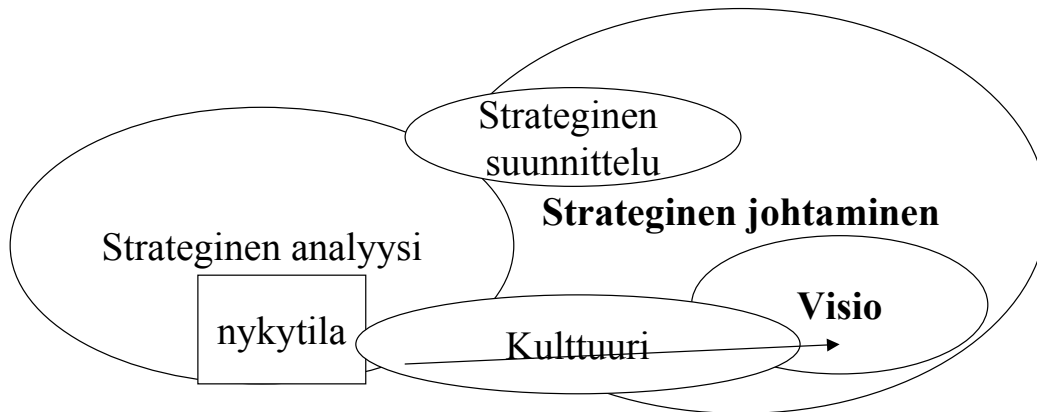 Strateginen
suunnittelu
Strateginen johtaminen
Strateginen analyysi
nykytila
Kulttuuri
Visio